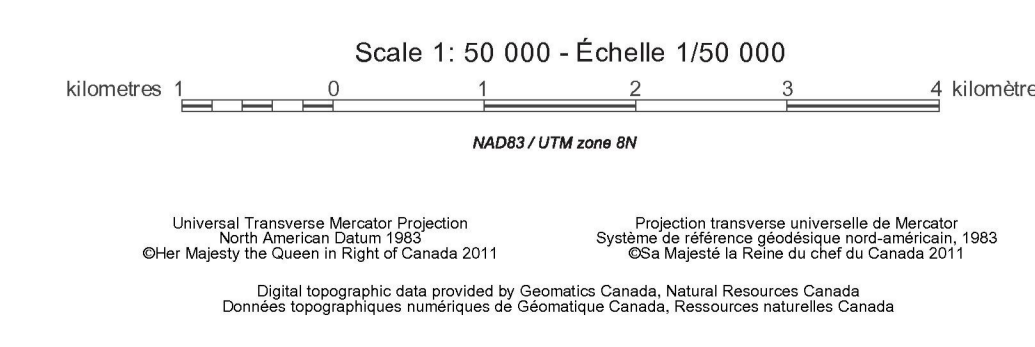 Scale 1: 50 000 - Échelle 1/50 000
kilometres 1 0 1 2 3 4 kilomètre
NAD83 / UTM zone 8N
Universal Transverse Mercator Projection
North American Datum 1983
©Her Majesty the Queen in Right of Canada 2011
Projection transverse universelle de Mercator
Système de référence géodésique nord-américain, 1983
©Sa Majesté la Reine du chef du Canada 2011
Digital topographic data provided by Geomatics Canada, Natural Resources Canada
Données topographiques numériques de Géomatique Canada, Ressources naturelles Canada